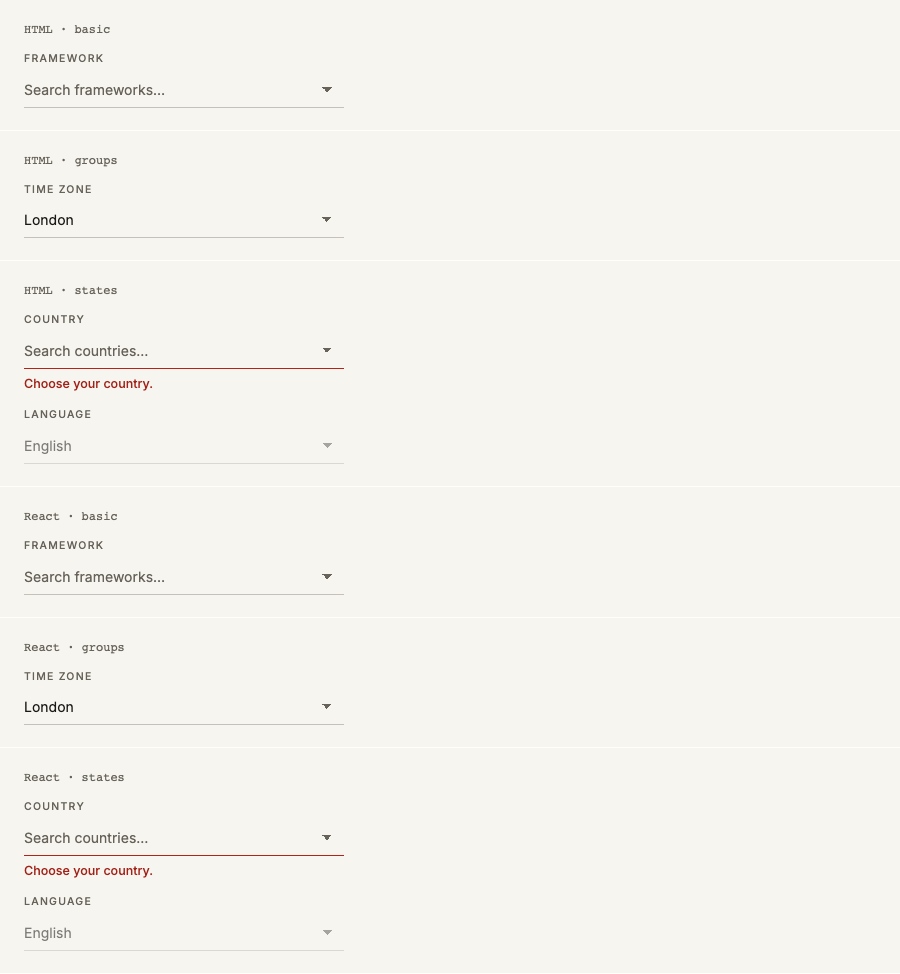 HTML · basic
FRAMEWORK
Search frameworks...
HTML · groups
TIME ZONE
London
HTML · states
COUNTRY
Search countries...
Choose your country.
LANGUAGE
English
React · basic
FRAMEWORK
Search frameworks...
React · groups
TIME ZONE
London
React · states
COUNTRY
Search countries...
Choose your country.
LANGUAGE
English